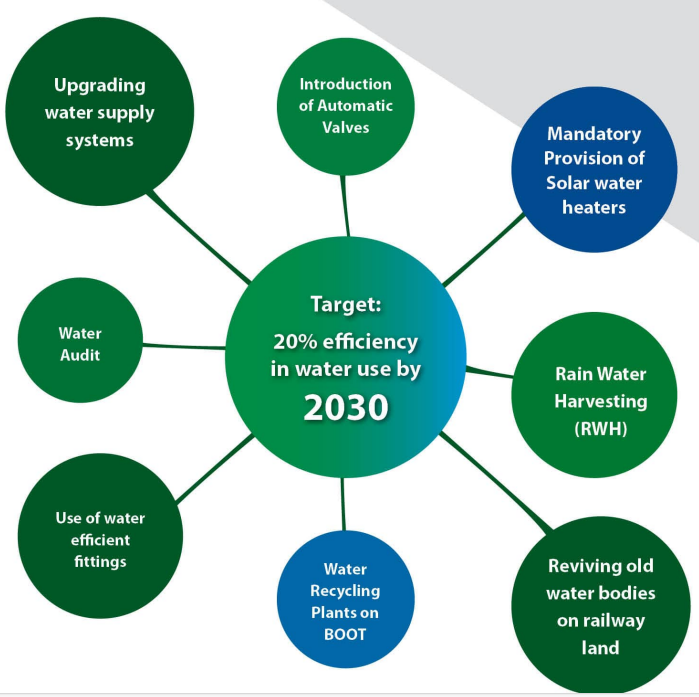 Upgrading
water supply
systems
Introduction
of Automatic
Valves
Mandatory
Provision of
Solar water
heaters
Target:
20% efficiency
in water use by
2030
Water
Audit
Rain Water
Harvesting
(RWH)
Use of water
efficient
fittings
Water
Recycling
Plants on
BOOT
Reviving old
water bodies
on railway
land